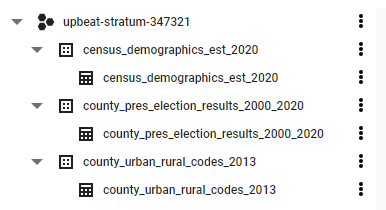 upbeat-stratum-347321
census_demographics_est_2020
census_demographics_est_2020
county_pres_election_results_2000_2020
county_pres_election_results_2000_2020
county_urban_rural_codes_2013
county_urban_rural_codes_2013